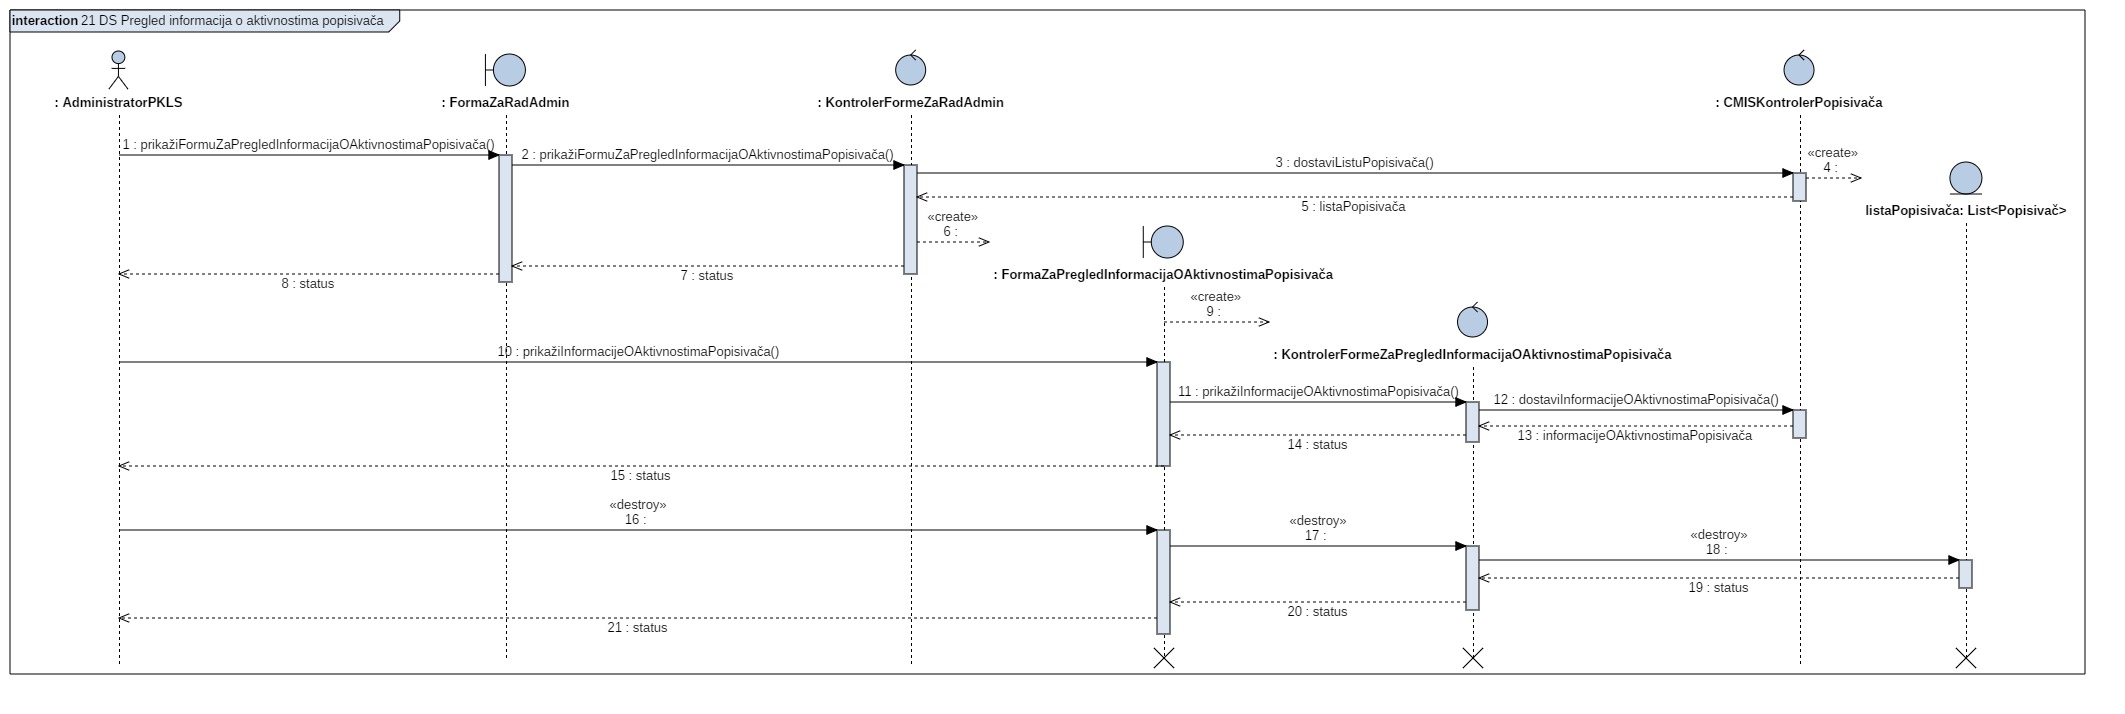 interaction 21 DS Pregled informacija o aktivnostima popisivača
: AdministratorPKLS
: FormaZaRadAdmin
: KontrolerFormeZaRadAdmin
: CMISKontrolerPopisivača
1 : prikažiFormuZaPregledInformacijaOAktivnostimaPopisivača()
2 : prikažiFormuZaPregledInformacijaOAktivnostimaPopisivača()
3 : dostaviListuPopisivača()
«create»
4 :
listaPopisivača: List<Popisivač>
5 : listaPopisivača
«create»
6 :
: FormaZaPregledInformacijaOAktivnostimaPopisivača
7 : status
8 : status
«create»
9 :
: KontrolerFormeZaPregledInformacijaOAktivnostimaPopisivača
10 : prikažiInformacijeOAktivnostimaPopisivača()
11 : prikažiInformacijeOAktivnostimaPopisivača()
12 : dostaviInformacijeOAktivnostimaPopisivača()
13 : informacijeOAktivnostimaPopisivača
14 : status
15 : status
«destroy»
16 :
«destroy»
17 :
«destroy»
18 :
19 : status
20 : status
21 : status